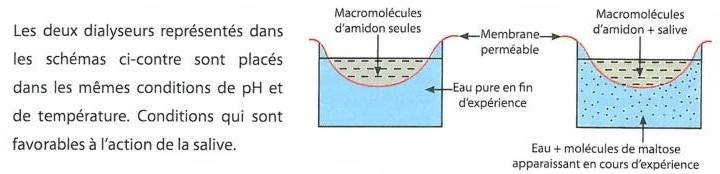 Les deux dialyseurs représentés dans
les schémas ci-contre sont placés
dans les mêmes conditions de pH et
de température. Conditions qui sont
favorables à l'action de la salive.
Macromolécules
d'amidon seules
Membrane
perméable
Eau pure en fin
d'expérience
Macromolécules
d'amidon + salive
Eau + molécules de maltose
apparaissant en cours d'expérience